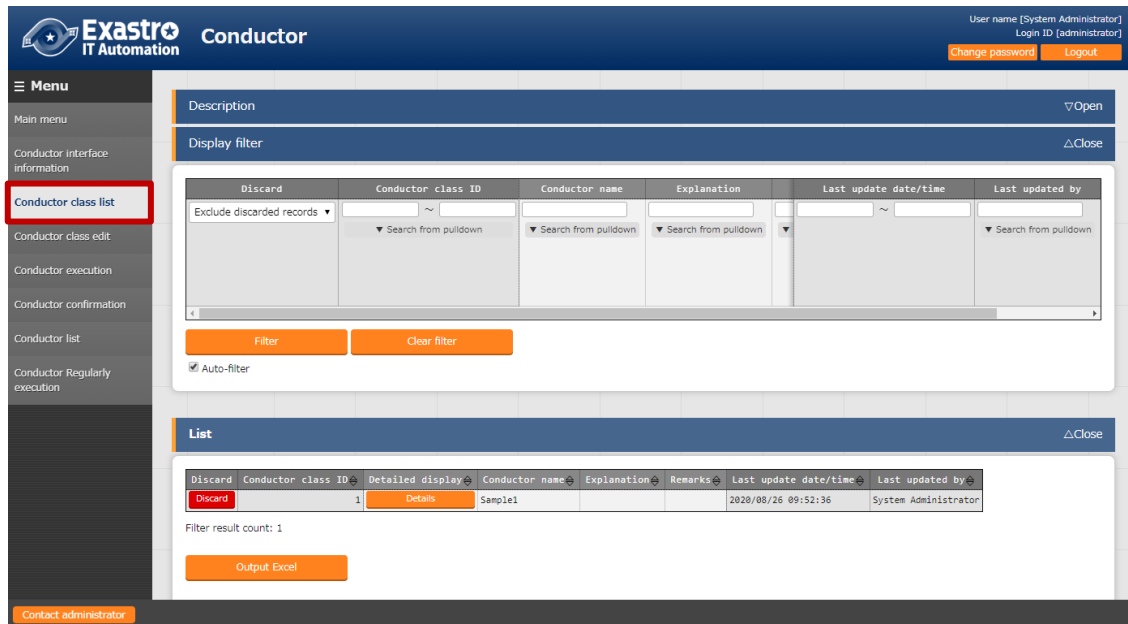 Exastro
IT Automation
Conductor
User name [System Administrator]
Login ID [administrator]
Change password
Logout
☰ Menu
Main menu
Conductor interface
information
Conductor class list
Conductor class edit
Conductor execution
Conductor confirmation
Conductor list
Conductor Regularly
execution
Description ▽Open
Display filter △Close
Discard Conductor class ID Conductor name Explanation Last update date/time Last updated by
Exclude discarded records ▼ ~ ~
▼ Search from pulldown ▼ Search from pulldown ▼ Search from pulldown ▼ ▼ Search from pulldown
Filter Clear filter
Auto-filter
List △Close
Discard Conductor class ID Detailed display Conductor name Explanation Remarks Last update date/time Last updated by
Discard 1 Details Sample1 2020/08/26 09:52:36 System Administrator
Filter result count: 1
Output Excel
Contact administrator